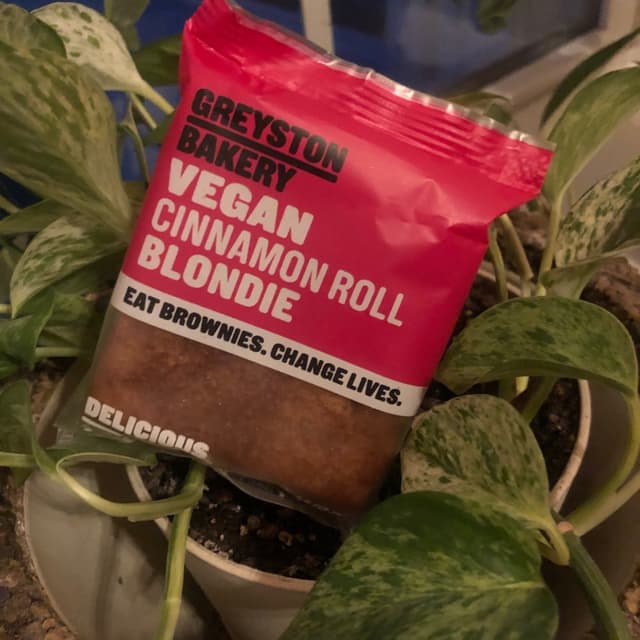 GREYSTON
BAKERY
VEGAN
CINNAMON ROLL
BLONDIE
EAT BROWNIES. CHANGE LIVES.
DELICIOUS